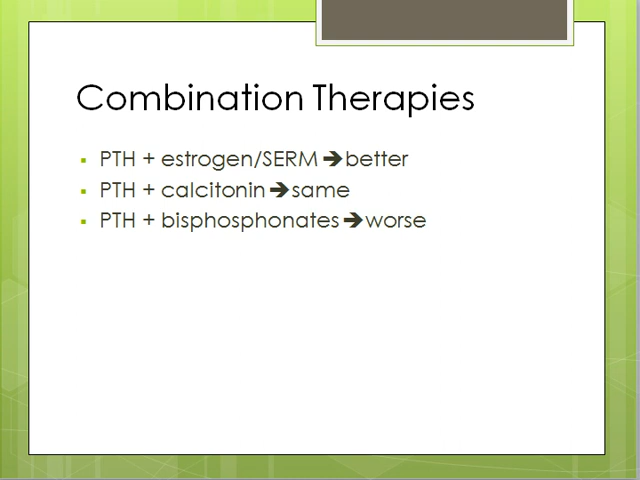 Combination Therapies
PTH + estrogen/SERM ➔better
PTH + calcitonin ➔same
PTH + bisphosphonates ➔worse